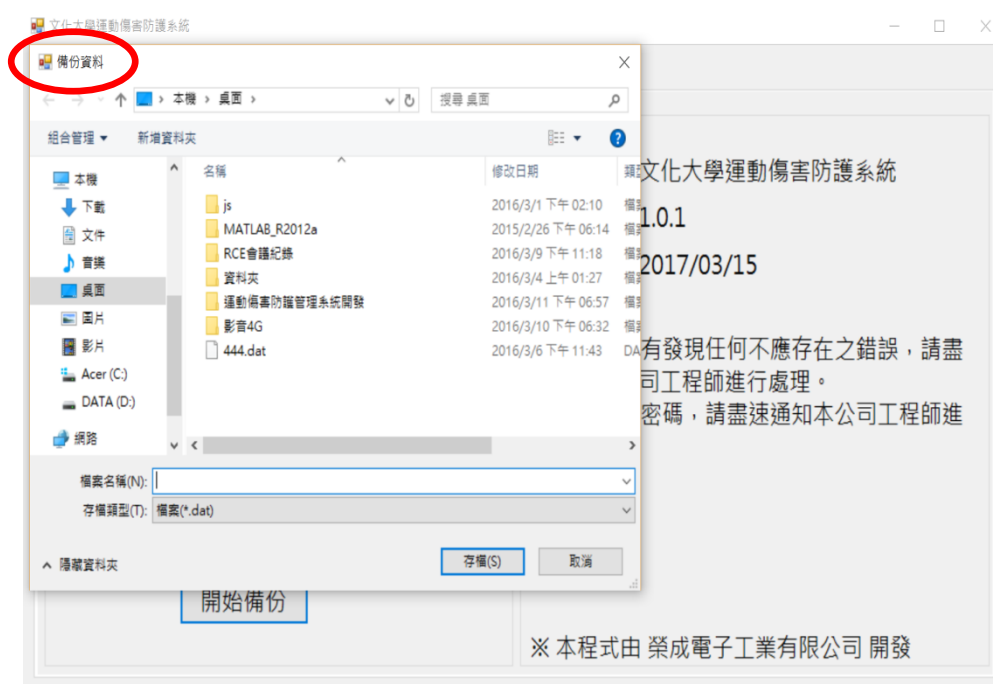 文化大學運動傷害防護系統
備份資料
本機 › 桌面 ›
搜尋 桌面
組合管理 新增資料夾
名稱 修改日期
js 2016/3/1 下午 02:10
MATLAB_R2012a 2015/2/26 下午 06:14
RCE會議紀錄 2016/3/9 下午 11:18
資料夾 2016/3/4 上午 01:27
運動傷害防護管理系統開發 2016/3/11 下午 06:57
影音4G 2016/3/10 下午 06:32
444.dat 2016/3/6 下午 11:43 DA
本機
下載
文件
音樂
桌面
圖片
影片
Acer (C:)
DATA (D:)
網路
檔案名稱(N):
存檔類型(T): 檔案(*.dat)
隱藏資料夾
存檔(S) 取消
開始備份
文化大學運動傷害防護系統
1.0.1
2017/03/15
有發現任何不應存在之錯誤，請盡
司工程師進行處理。
密碼，請盡速通知本公司工程師進
※ 本程式由 榮成電子工業有限公司 開發